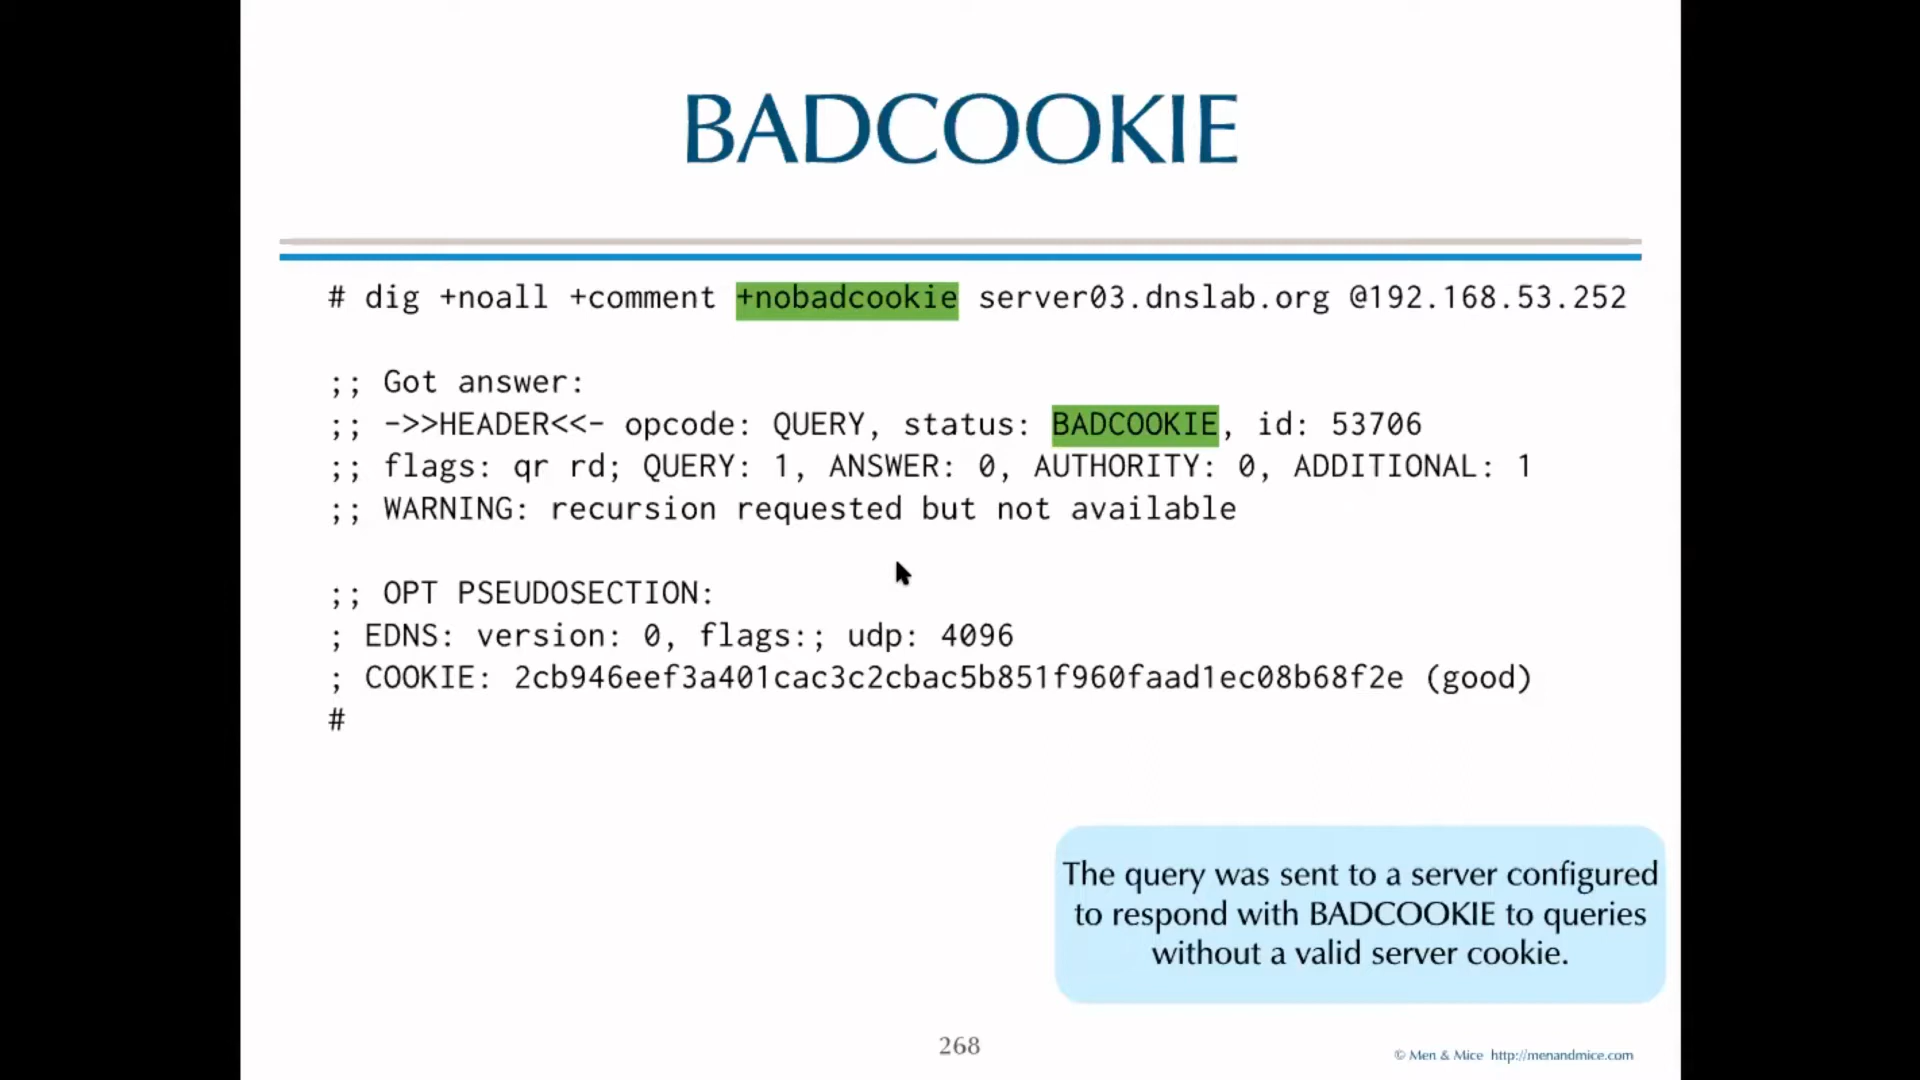 BADCOOKIE
# dig +noall +comment +nobadcookie server03.dnslab.org @192.168.53.252
;; Got answer:
;; ->>HEADER<<- opcode: QUERY, status: BADCOOKIE, id: 53706
;; flags: qr rd; QUERY: 1, ANSWER: 0, AUTHORITY: 0, ADDITIONAL: 1
;; WARNING: recursion requested but not available
;; OPT PSEUDOSECTION:
; EDNS: version: 0, flags:; udp: 4096
; COOKIE: 2cb946eef3a401cac3c2cbac5b851f960faad1ec08b68f2e (good)
#
The query was sent to a server configured
to respond with BADCOOKIE to queries
without a valid server cookie.
268
© Men & Mice http://menandmice.com